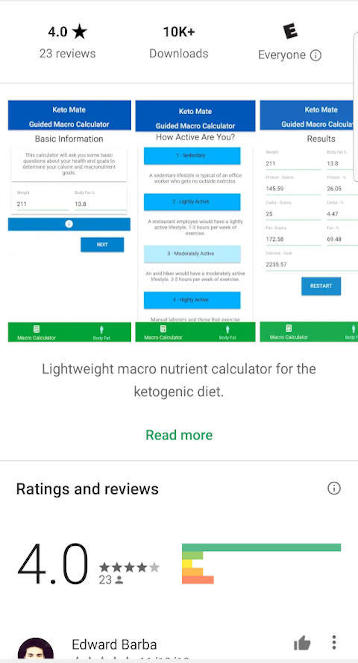 4.0 ★ 10K+ E
23 reviews Downloads Everyone
Keto Mate
Guided Macro Calculator
Basic Information
This calculator will ask you some basic
questions about your health and goals to
determine your calorie and macronutrient
goals.
Weight Body Fat %
211 13.8
NEXT
Macro Calculator Body Fat
Keto Mate
Guided Macro Calculator
How Active Are You?
1 - Sedentary
A sedentary lifestyle is typical of an office
worker who gets no outside exercise.
2 - Lightly Active
A restaurant employee would have a lightly
active lifestyle. 1-3 hours per week of
exercise.
3 - Moderately Active
An avid hiker would have a moderately active
lifestyle. 3-5 hours per week of exercise.
4 - Highly Active
Manual laborers and those that exercise
Macro Calculator Body Fat
Keto Mate
Guided Macro Calculat
Results
Weight Body Fat %
211 13.8
Protein - Grams Protein - %
145.59 26.05
Carbs - Grams Carbs - %
25 4.47
Fat - Grams Fat - %
172.58 69.48
2235.57
RESTART
Macro Calculator Body F
Lightweight macro nutrient calculator for the
ketogenic diet.
Read more
Ratings and reviews
4.0
23
Edward Barba